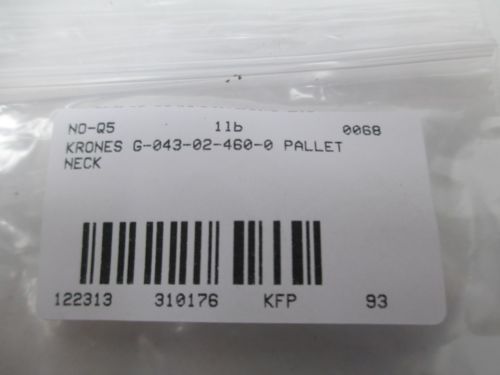 NO-Q5 11b 0068
KRONES G-043-02-460-0 PALLET
NECK
122313 310176 KFP 93